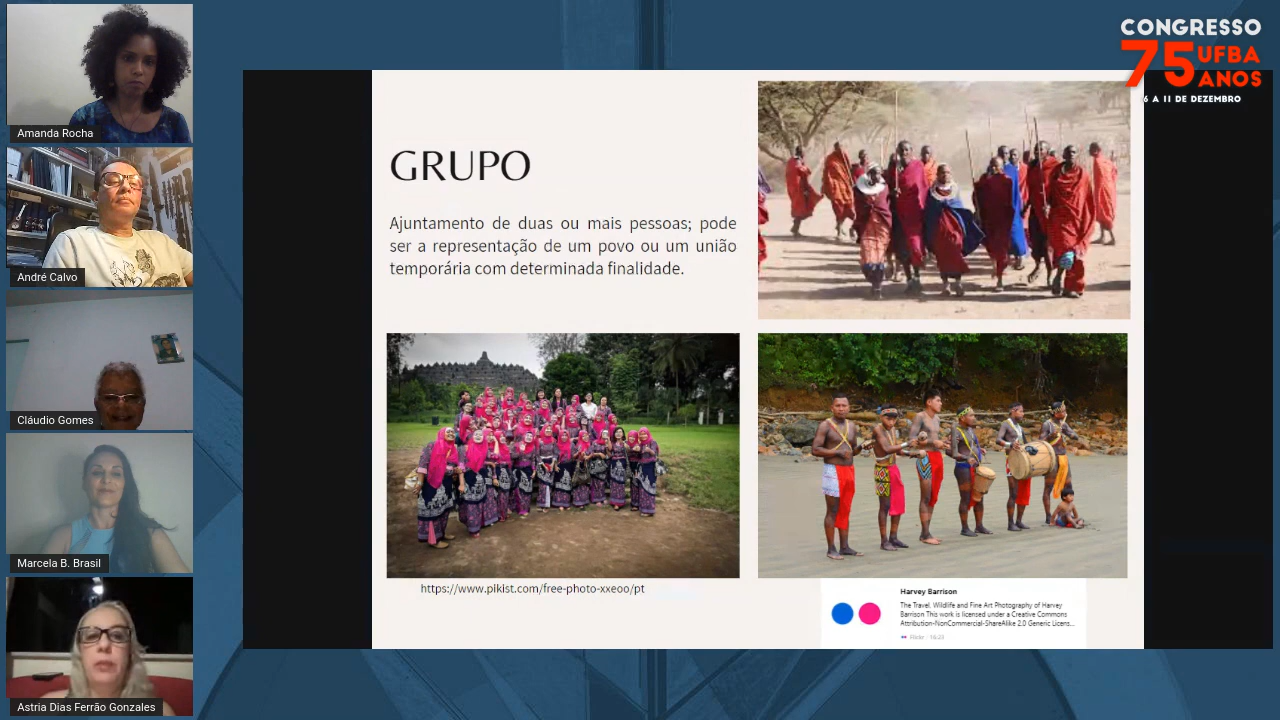 CONGRESSO
75 UFBA
ANOS
6 A 11 DE DEZEMBRO
Amanda Rocha
André Calvo
Cláudio Gomes
Marcela B. Brasil
Astria Dias Ferrão Gonzales
GRUPO
Ajuntamento de duas ou mais pessoas; pode
ser a representação de um povo ou um união
temporária com determinada finalidade.
https://www.pikist.com/free-photo-xxeoo/pt
Harvey Barrison
The Travel, Wildlife and Fine Art Photography of Harvey
Barrison This work is licensed under a Creative Commons
Attribution-NonCommercial-ShareAlike 2.0 Generic Licens...
Flickr